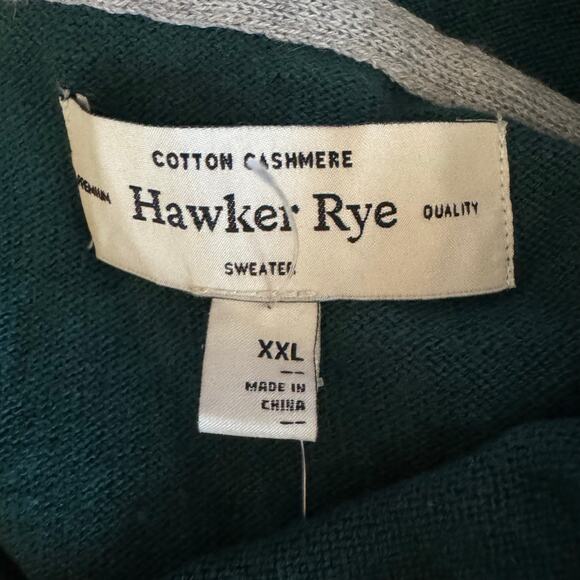 COTTON CASHMERE
PREMIUM Hawker Rye QUALITY
SWEATER
XXL
MADE IN
CHINA